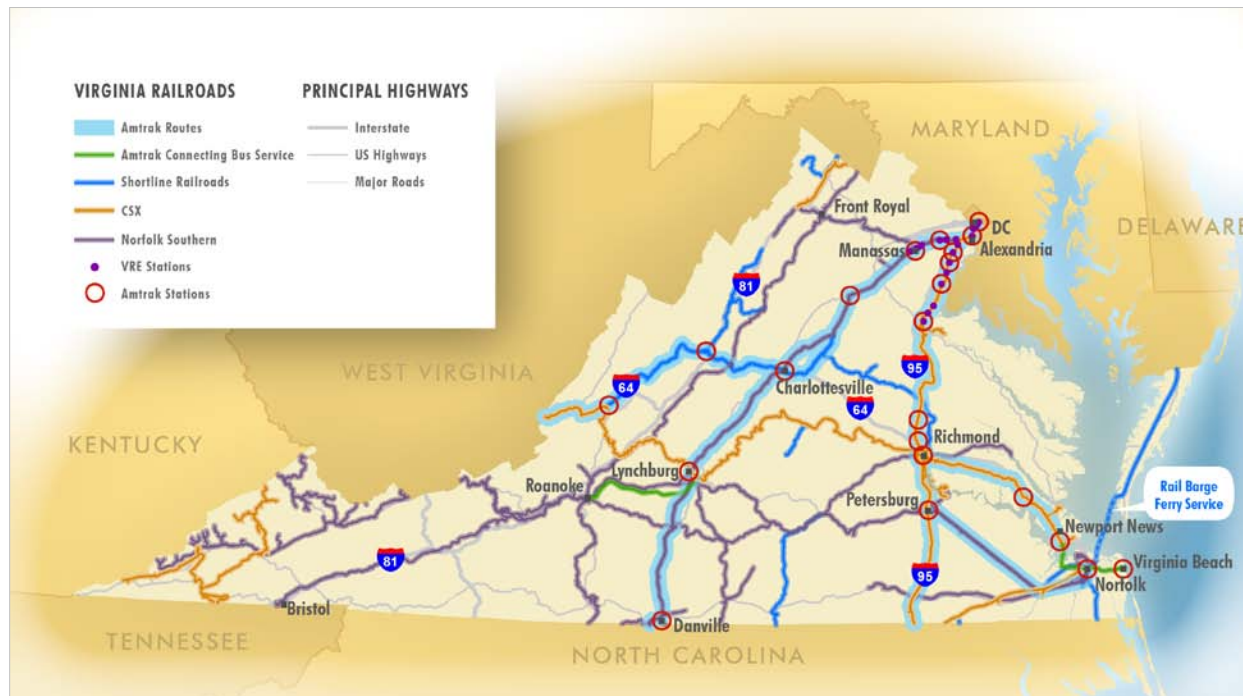 VIRGINIA RAILROADS
Amtrak Routes
Amtrak Connecting Bus Service
Shortline Railroads
CSX
Norfolk Southern
VRE Stations
Amtrak Stations
PRINCIPAL HIGHWAYS
Interstate
US Highways
Major Roads
MARYLAND
DELAWARE
Front Royal
DC
Alexandria
Manassas
81
WEST VIRGINIA
64
Charlottesville
95
64
KENTUCKY
Richmond
Lynchburg
Roanoke
Petersburg
Rail Barge
Ferry Service
Newport News
81
Virginia Beach
Norfolk
95
Bristol
Danville
TENNESSEE
NORTH CAROLINA